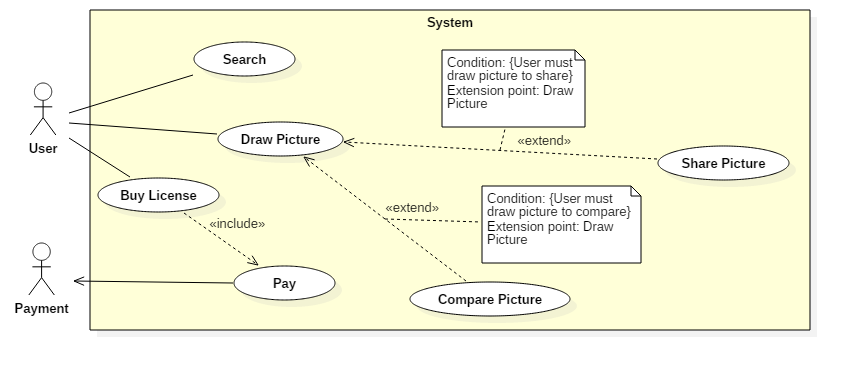 System
Search
Condition: {User must
draw picture to share}
Extension point: Draw
Picture
User
Draw Picture
«extend»
Share Picture
Buy License
«include»
«extend»
Condition: {User must
draw picture to compare}
Extension point: Draw
Picture
Payment
Pay
Compare Picture